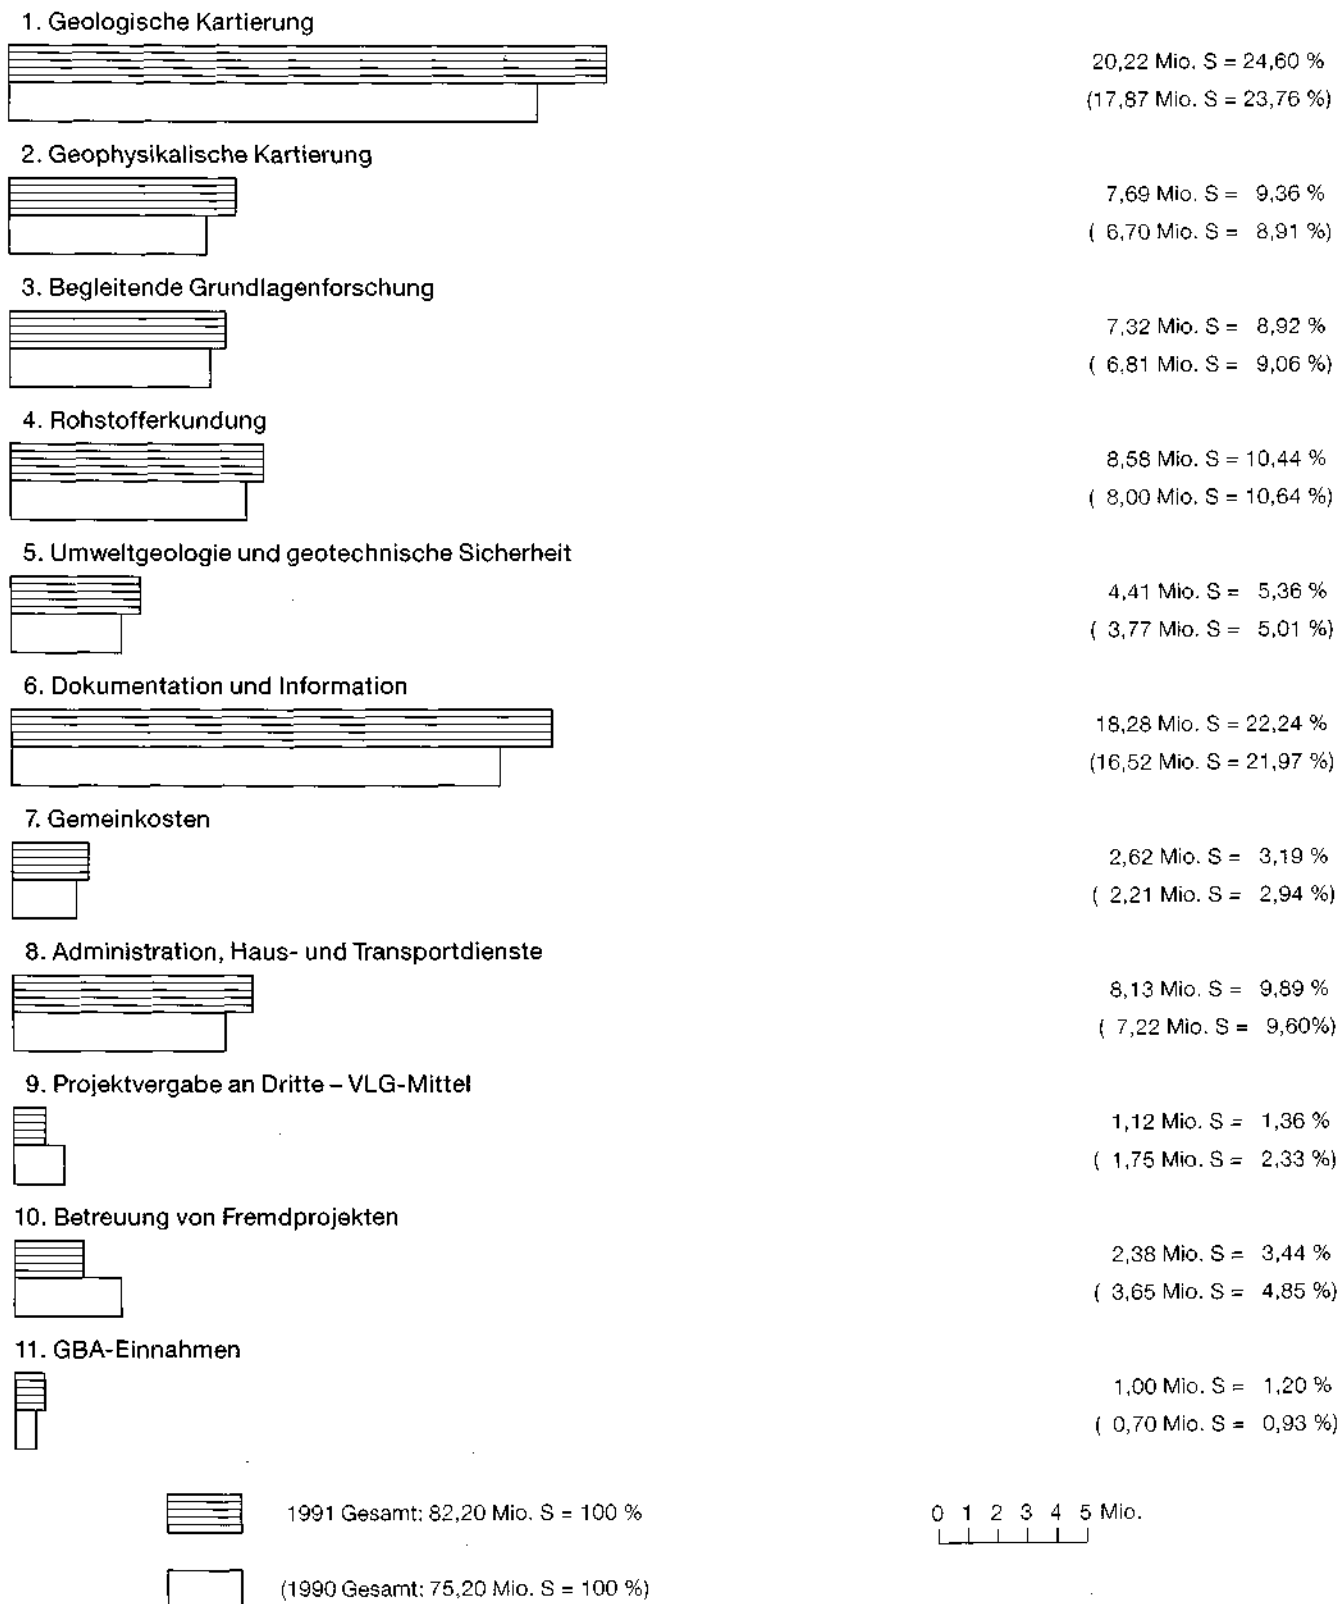 1. Geologische Kartierung
20,22 Mio. S = 24,60 %
(17,87 Mio. S = 23,76 %)
2. Geophysikalische Kartierung
7,69 Mio. S = 9,36 %
( 6,70 Mio. S = 8,91 %)
3. Begleitende Grundlagenforschung
7,32 Mio. S = 8,92 %
( 6,81 Mio. S = 9,06 %)
4. Rohstofferkundung
8,58 Mio. S = 10,44 %
( 8,00 Mio. S = 10,64 %)
5. Umweltgeologie und geotechnische Sicherheit
4,41 Mio. S = 5,36 %
( 3,77 Mio. S = 5,01 %)
6. Dokumentation und Information
18,28 Mio. S = 22,24 %
(16,52 Mio. S = 21,97 %)
7. Gemeinkosten
2,62 Mio. S = 3,19 %
( 2,21 Mio. S = 2,94 %)
8. Administration, Haus- und Transportdienste
8,13 Mio. S = 9,89 %
( 7,22 Mio. S = 9,60%)
9. Projektvergabe an Dritte – VLG-Mittel
1,12 Mio. S = 1,36 %
( 1,75 Mio. S = 2,33 %)
10. Betreuung von Fremdprojekten
2,38 Mio. S = 3,44 %
( 3,65 Mio. S = 4,85 %)
11. GBA-Einnahmen
1,00 Mio. S = 1,20 %
( 0,70 Mio. S = 0,93 %)
1991 Gesamt: 82,20 Mio. S = 100 %
0 1 2 3 4 5 Mio.
(1990 Gesamt: 75,20 Mio. S = 100 %)